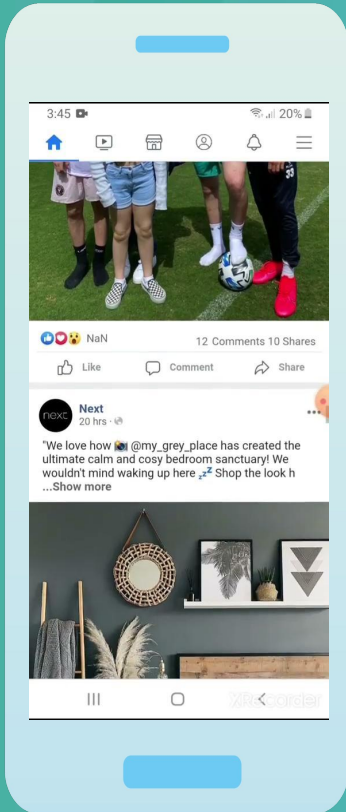 3:45
20%
33
NaN
12 Comments 10 Shares
Like
Comment
Share
next
Next
20 hrs ·
"We love how 📸 @my_grey_place has created the
ultimate calm and cosy bedroom sanctuary! We
wouldn't mind waking up here 💤 Shop the look h
...Show more
XRecorder